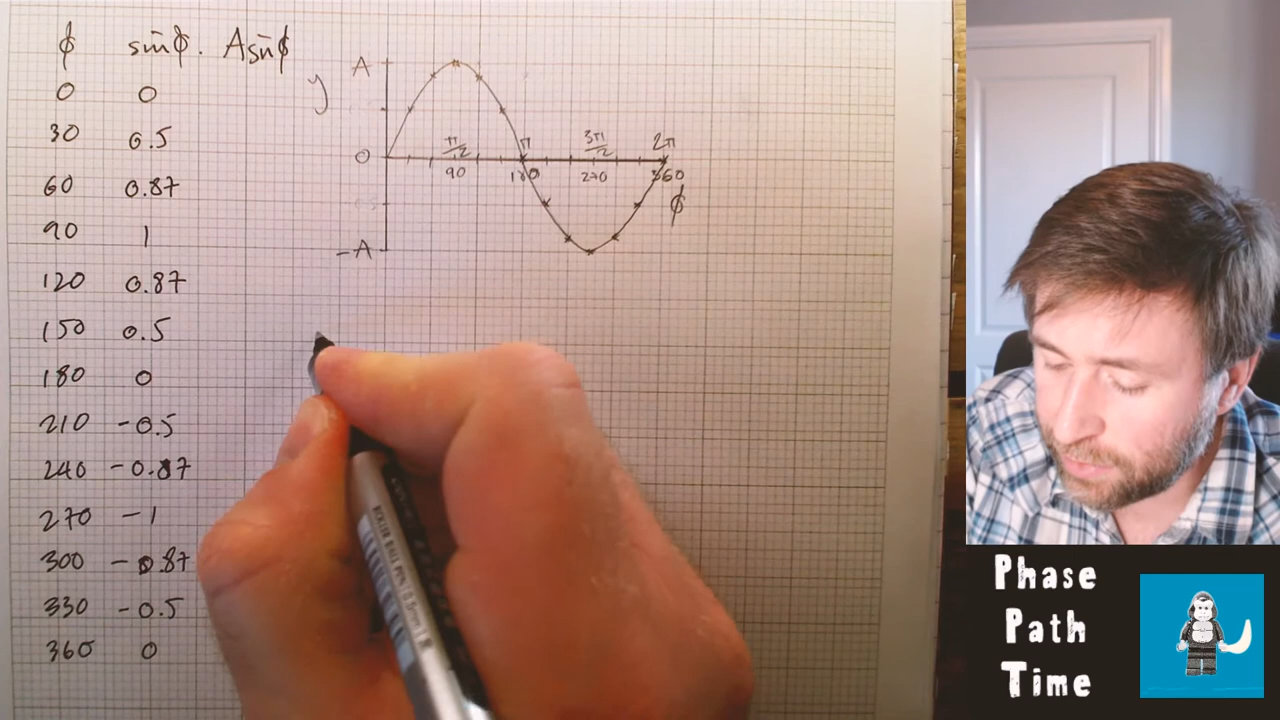 ϕ sinϕ. Asinϕ
0 0
30 0.5
60 0.87
90 1
120 0.87
150 0.5
180 0
210 -0.5
240 -0.87
270 -1
300 -0.87
330 -0.5
360 0
y
A
0
-A
π/2 π 3π/2 2π
90 180 270 360
ϕ
Phase
Path
Time